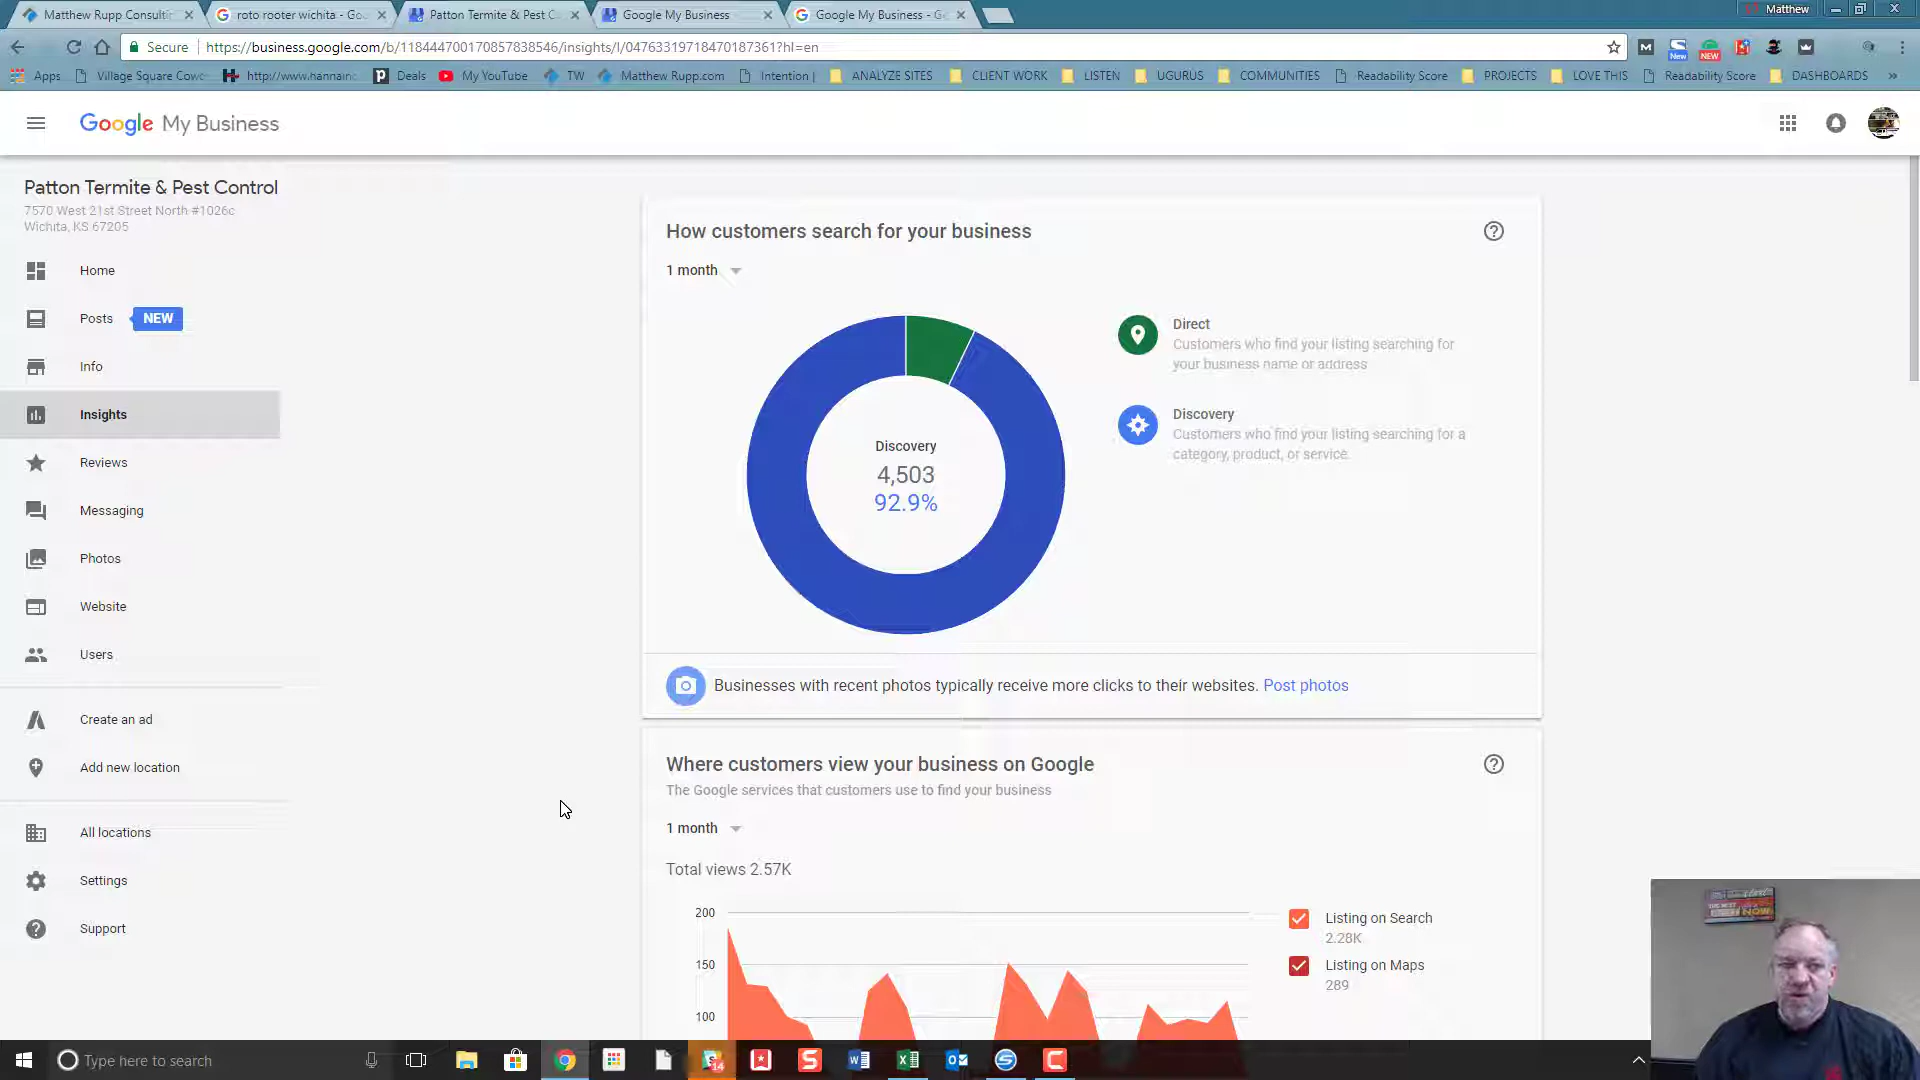 Matthew Rupp Consultin
roto rooter wichita - Go
Patton Termite & Pest C
Google My Business
Google My Business - G
Matthew
Secure
https://business.google.com/b/118444700170857838546/insights/l/04763319718470187361?hl=en
Apps
Village Square Cowo
http://www.hannainc
Deals
My YouTube
TW
Matthew Rupp.com
Intention |
ANALYZE SITES
CLIENT WORK
LISTEN
UGURUS
COMMUNITIES
Readability Score
PROJECTS
LOVE THIS
Readability Score
DASHBOARDS
Google My Business
Patton Termite & Pest Control
7570 West 21st Street North #1026c
Wichita, KS 67205
Home
Posts NEW
Info
Insights
Reviews
Messaging
Photos
Website
Users
Create an ad
Add new location
All locations
Settings
Support
How customers search for your business
1 month
Discovery
4,503
92.9%
Direct
Customers who find your listing searching for
your business name or address
Discovery
Customers who find your listing searching for a
category, product, or service.
Businesses with recent photos typically receive more clicks to their websites. Post photos
Where customers view your business on Google
The Google services that customers use to find your business
1 month
Total views 2.57K
200
150
100
Listing on Search
2.28K
Listing on Maps
289
Type here to search
14